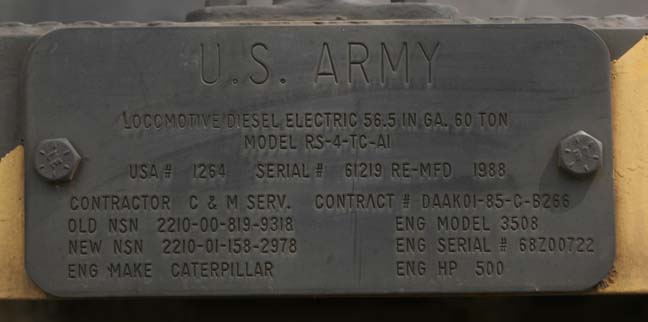 U.S. ARMY
LOCOMOTIVE DIESEL ELECTRIC 56.5 IN. GA. 60 TON
MODEL RS-4-TC-A1
USA # 1264 SERIAL # 61219 RE-MFD 1988
CONTRACTOR C & M SERV. CONTRACT # DAAK01-85-C-B266
OLD NSN 2210-00-819-9318 ENG MODEL 3508
NEW NSN 2210-01-158-2978 ENG SERIAL # 68Z00722
ENG MAKE CATERPILLAR ENG HP 500